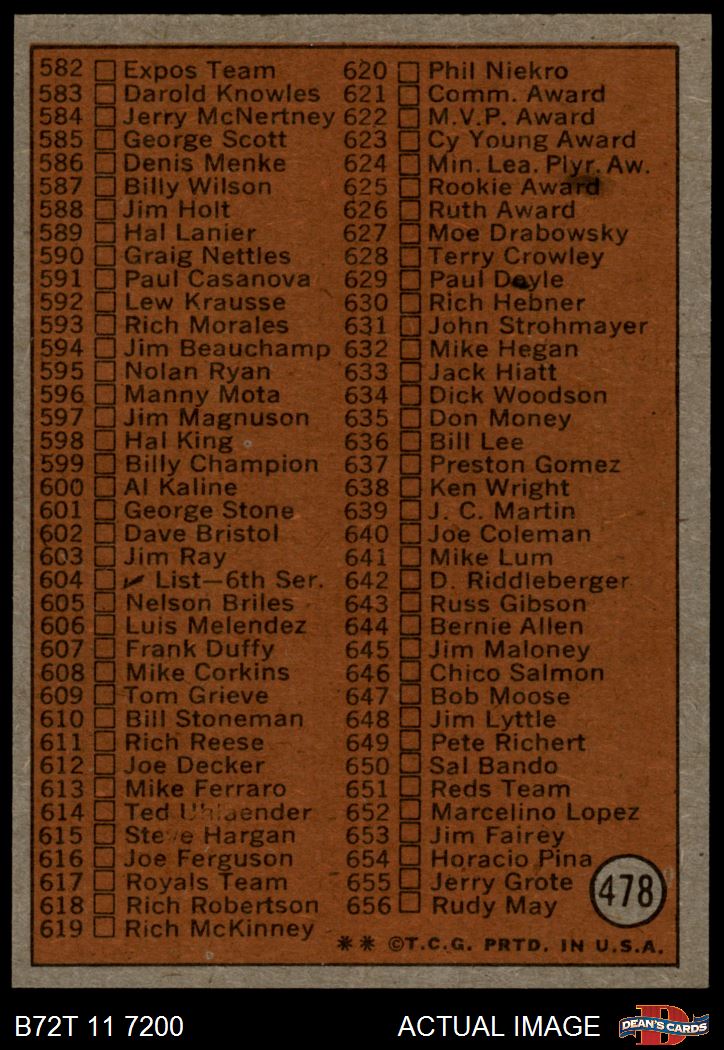 582 Expos Team
583 Darold Knowles
584 Jerry McNertney
585 George Scott
586 Denis Menke
587 Billy Wilson
588 Jim Holt
589 Hal Lanier
590 Graig Nettles
591 Paul Casanova
592 Lew Krausse
593 Rich Morales
594 Jim Beauchamp
595 Nolan Ryan
596 Manny Mota
597 Jim Magnuson
598 Hal King
599 Billy Champion
600 Al Kaline
601 George Stone
602 Dave Bristol
603 Jim Ray
604 ✓ List—6th Ser.
605 Nelson Briles
606 Luis Melendez
607 Frank Duffy
608 Mike Corkins
609 Tom Grieve
610 Bill Stoneman
611 Rich Reese
612 Joe Decker
613 Mike Ferraro
614 Ted Uhlaender
615 Steve Hargan
616 Joe Ferguson
617 Royals Team
618 Rich Robertson
619 Rich McKinney
620 Phil Niekro
621 Comm. Award
622 M.V.P. Award
623 Cy Young Award
624 Min. Lea. Plyr. Aw.
625 Rookie Award
626 Ruth Award
627 Moe Drabowsky
628 Terry Crowley
629 Paul Doyle
630 Rich Hebner
631 John Strohmayer
632 Mike Hegan
633 Jack Hiatt
634 Dick Woodson
635 Don Money
636 Bill Lee
637 Preston Gomez
638 Ken Wright
639 J. C. Martin
640 Joe Coleman
641 Mike Lum
642 D. Riddleberger
643 Russ Gibson
644 Bernie Allen
645 Jim Maloney
646 Chico Salmon
647 Bob Moose
648 Jim Lyttle
649 Pete Richert
650 Sal Bando
651 Reds Team
652 Marcelino Lopez
653 Jim Fairey
654 Horacio Pina
655 Jerry Grote
656 Rudy May
478
** ©T.C.G. PRTD. IN U.S.A.
B72T 11 7200
ACTUAL IMAGE
D
DEAN'S CARDS